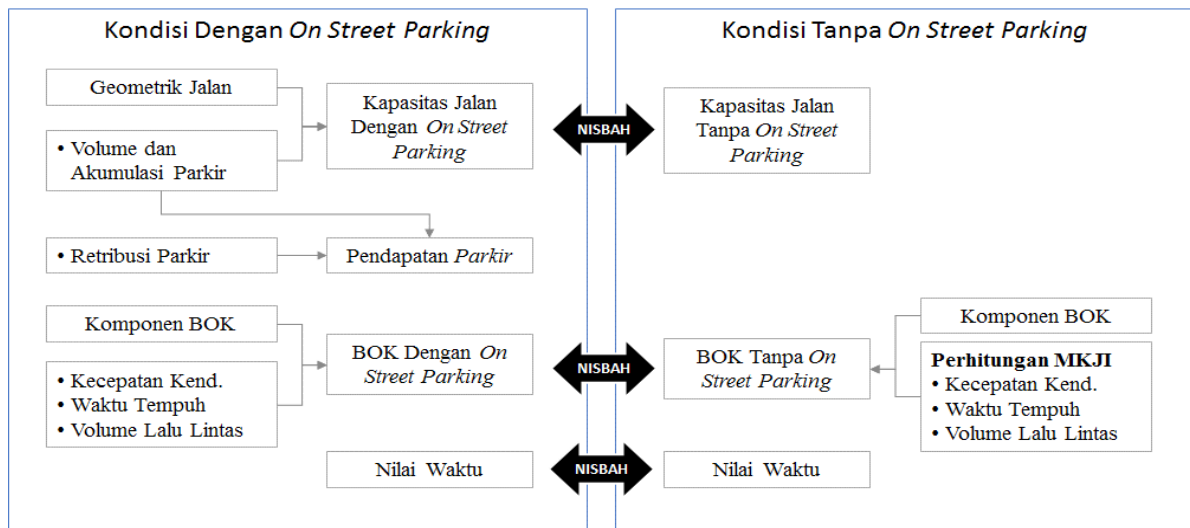 Kondisi Dengan On Street Parking
Geometrik Jalan
• Volume dan
Akumulasi Parkir
Kapasitas Jalan
Dengan On Street
Parking
• Retribusi Parkir
Pendapatan Parkir
Komponen BOK
• Kecepatan Kend.
• Waktu Tempuh
• Volume Lalu Lintas
BOK Dengan On
Street Parking
Nilai Waktu
NISBAH
NISBAH
NISBAH
Kondisi Tanpa On Street Parking
Kapasitas Jalan
Tanpa On Street
Parking
BOK Tanpa On
Street Parking
Komponen BOK
Perhitungan MKJI
• Kecepatan Kend.
• Waktu Tempuh
• Volume Lalu Lintas
Nilai Waktu